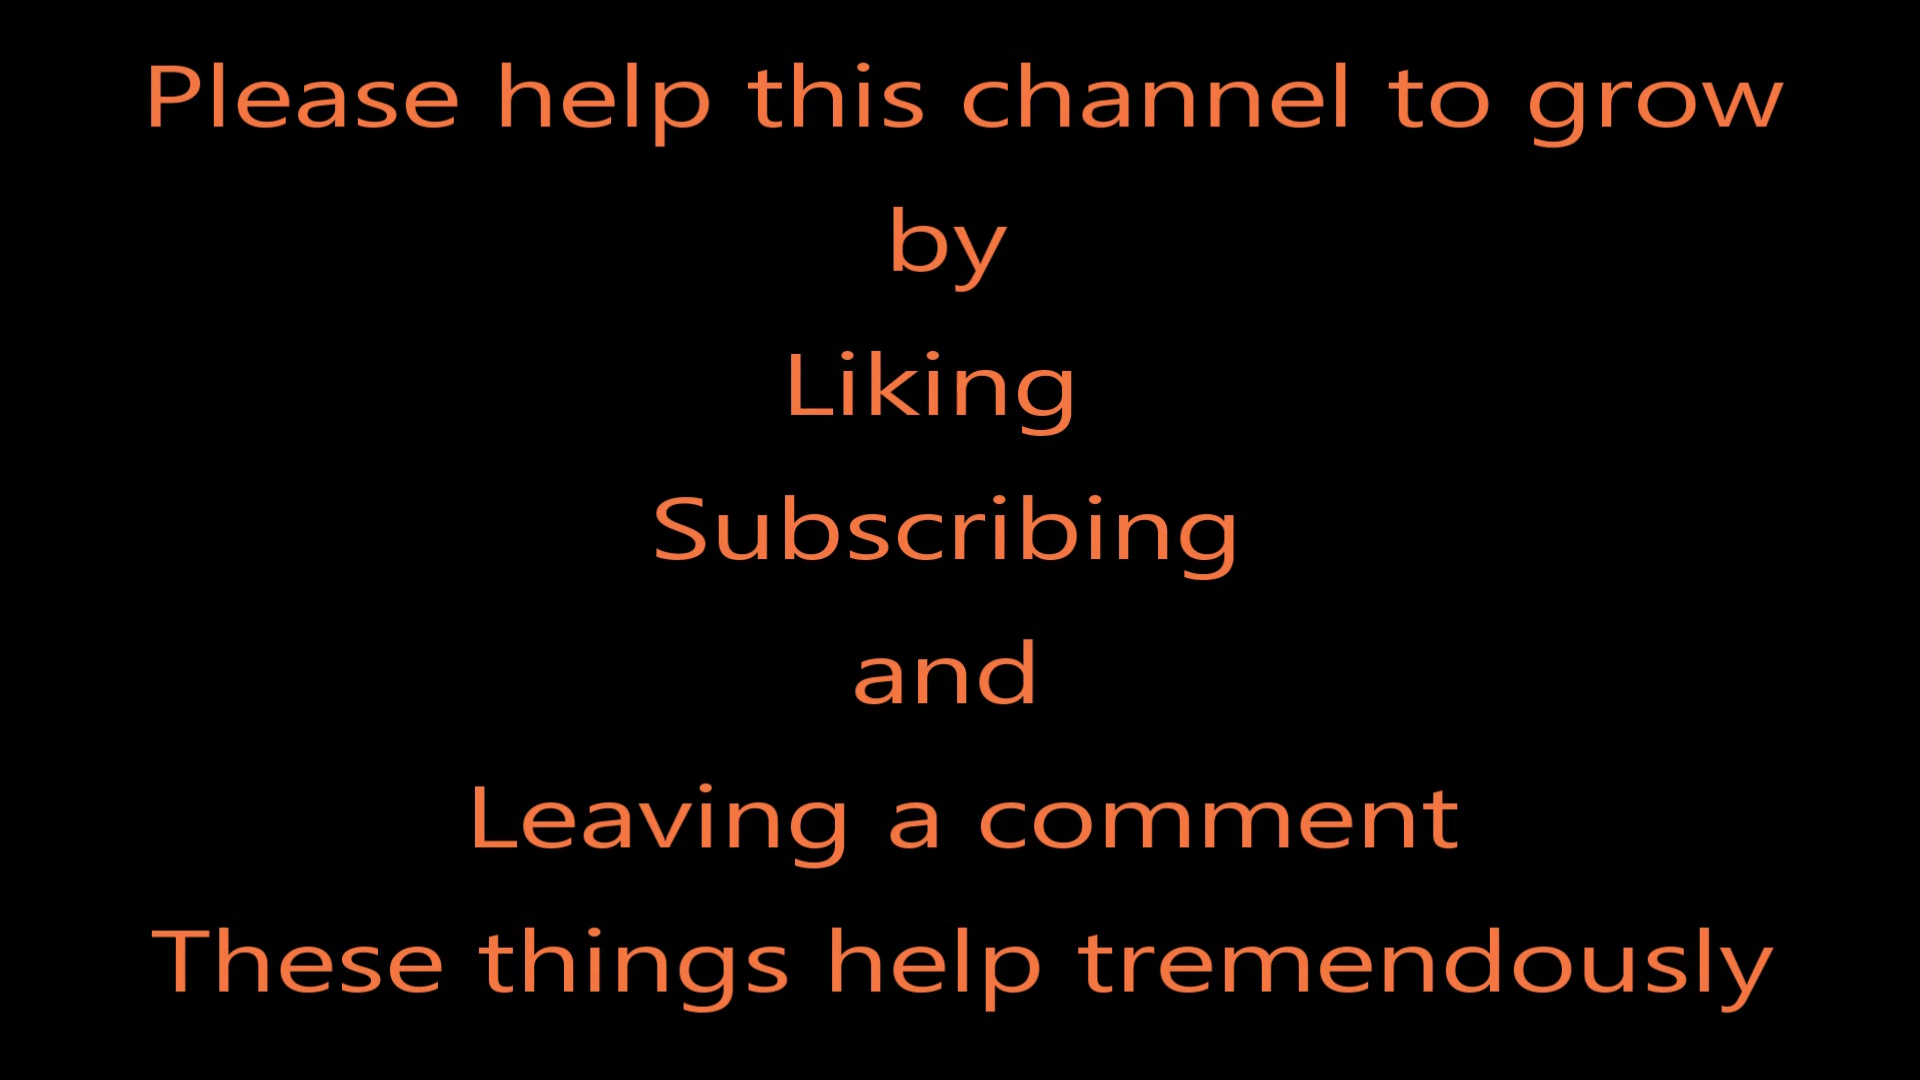 Please help this channel to grow
by
Liking
Subscribing
and
Leaving a comment
These things help tremendously